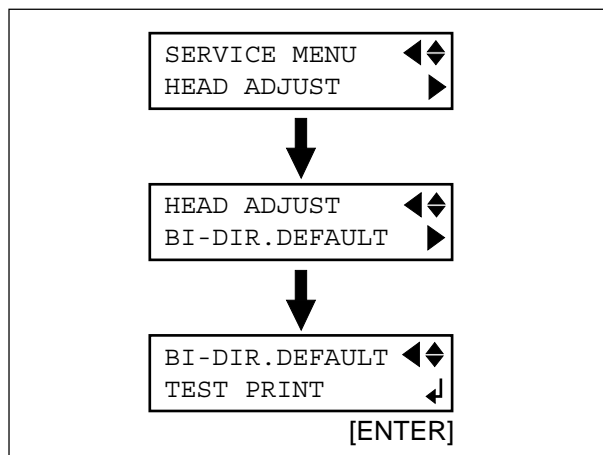 SERVICE MENU
HEAD ADJUST
HEAD ADJUST
BI-DIR.DEFAULT
BI-DIR.DEFAULT
TEST PRINT
[ENTER]